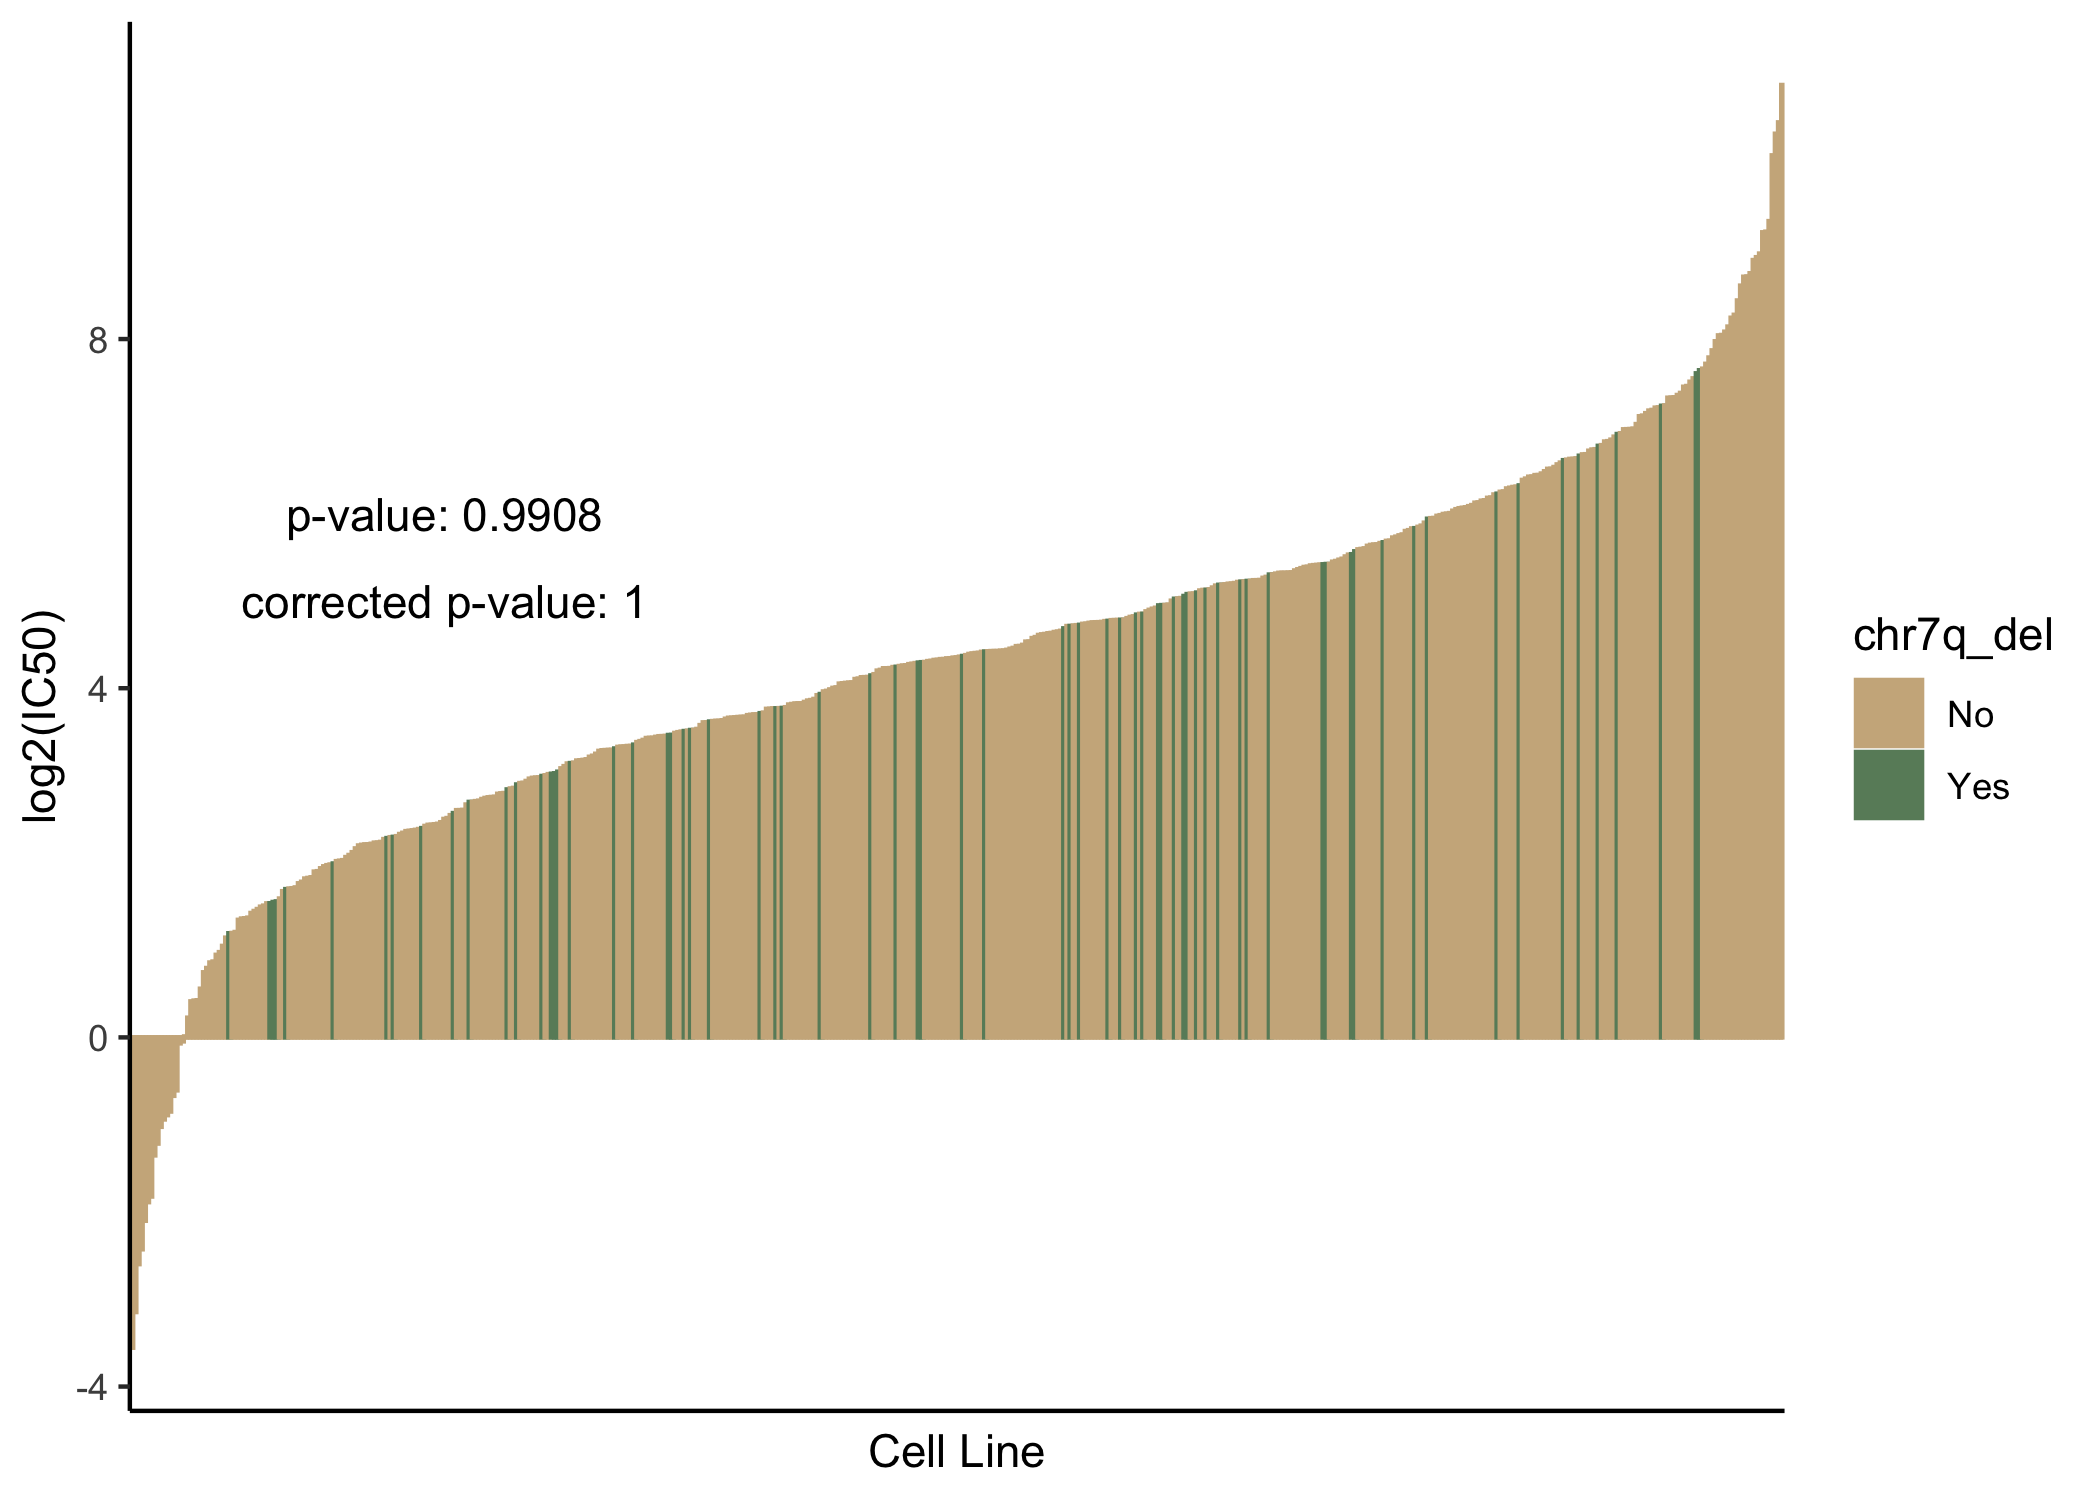 8
4
0
-4
log2(IC50)
p-value: 0.9908
corrected p-value: 1
Cell Line
chr7q_del
No
Yes